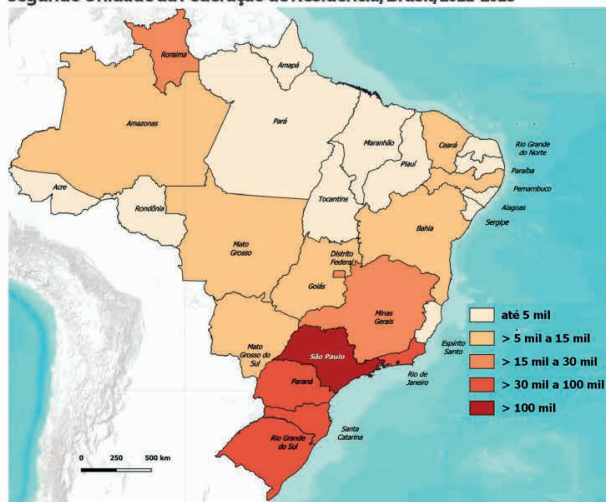 Roraima
Amapá
Amazonas
Pará
Maranhão
Ceará
Rio Grande
do Norte
Piauí
Paraíba
Pernambuco
Acre
Tocantins
Alagoas
Rondônia
Sergipe
Bahia
Mato
Grosso
Distrito
Federal
Goiás
Minas
Gerais
até 5 mil
> 5 mil a 15 mil
> 15 mil a 30 mil
> 30 mil a 100 mil
> 100 mil
Mato
Grosso do
Sul
Espírito
Santo
São Paulo
Rio de
Janeiro
Paraná
Santa
Catarina
Rio Grande
do Sul
0 250 500 km